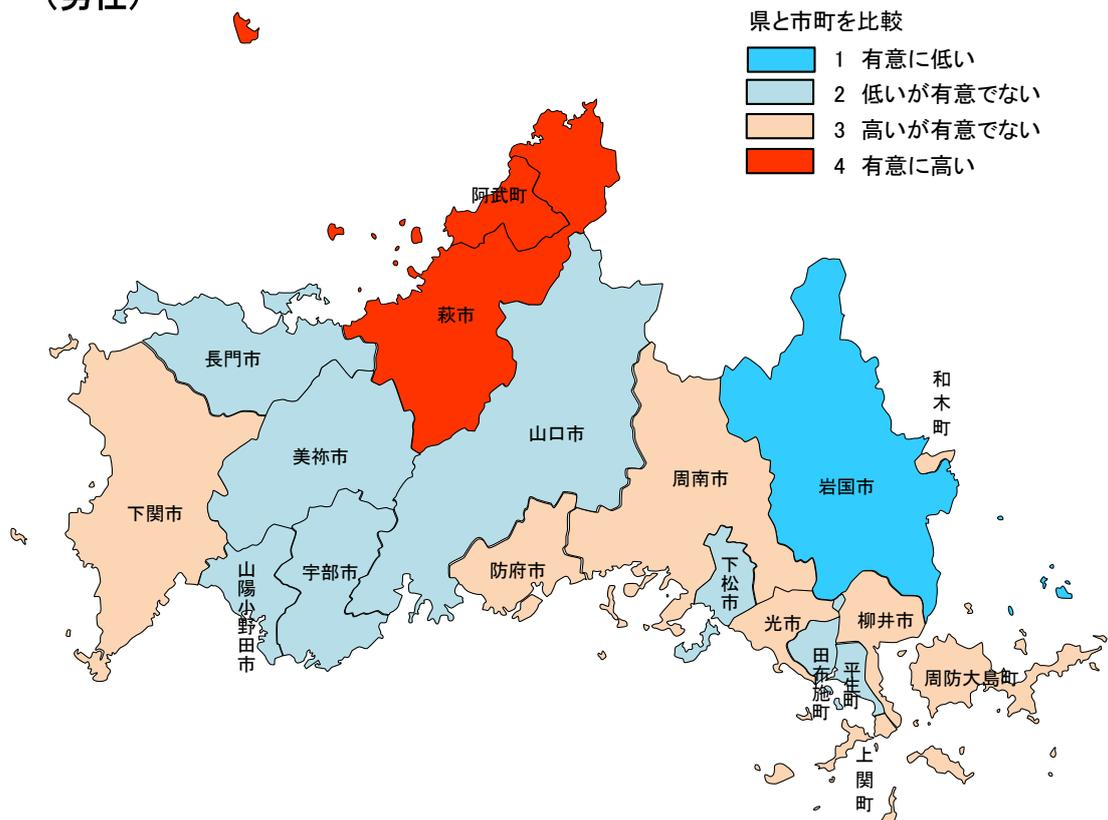 （男性）
県と市町を比較
1 有意に低い
2 低いが有意でない
3 高いが有意でない
4 有意に高い
阿武町
萩市
長門市
和木町
山口市
美祢市
周南市
岩国市
下関市
山陽小野田市
宇部市
防府市
下松市
光市
柳井市
田布施町
平生町
周防大島町
上関町